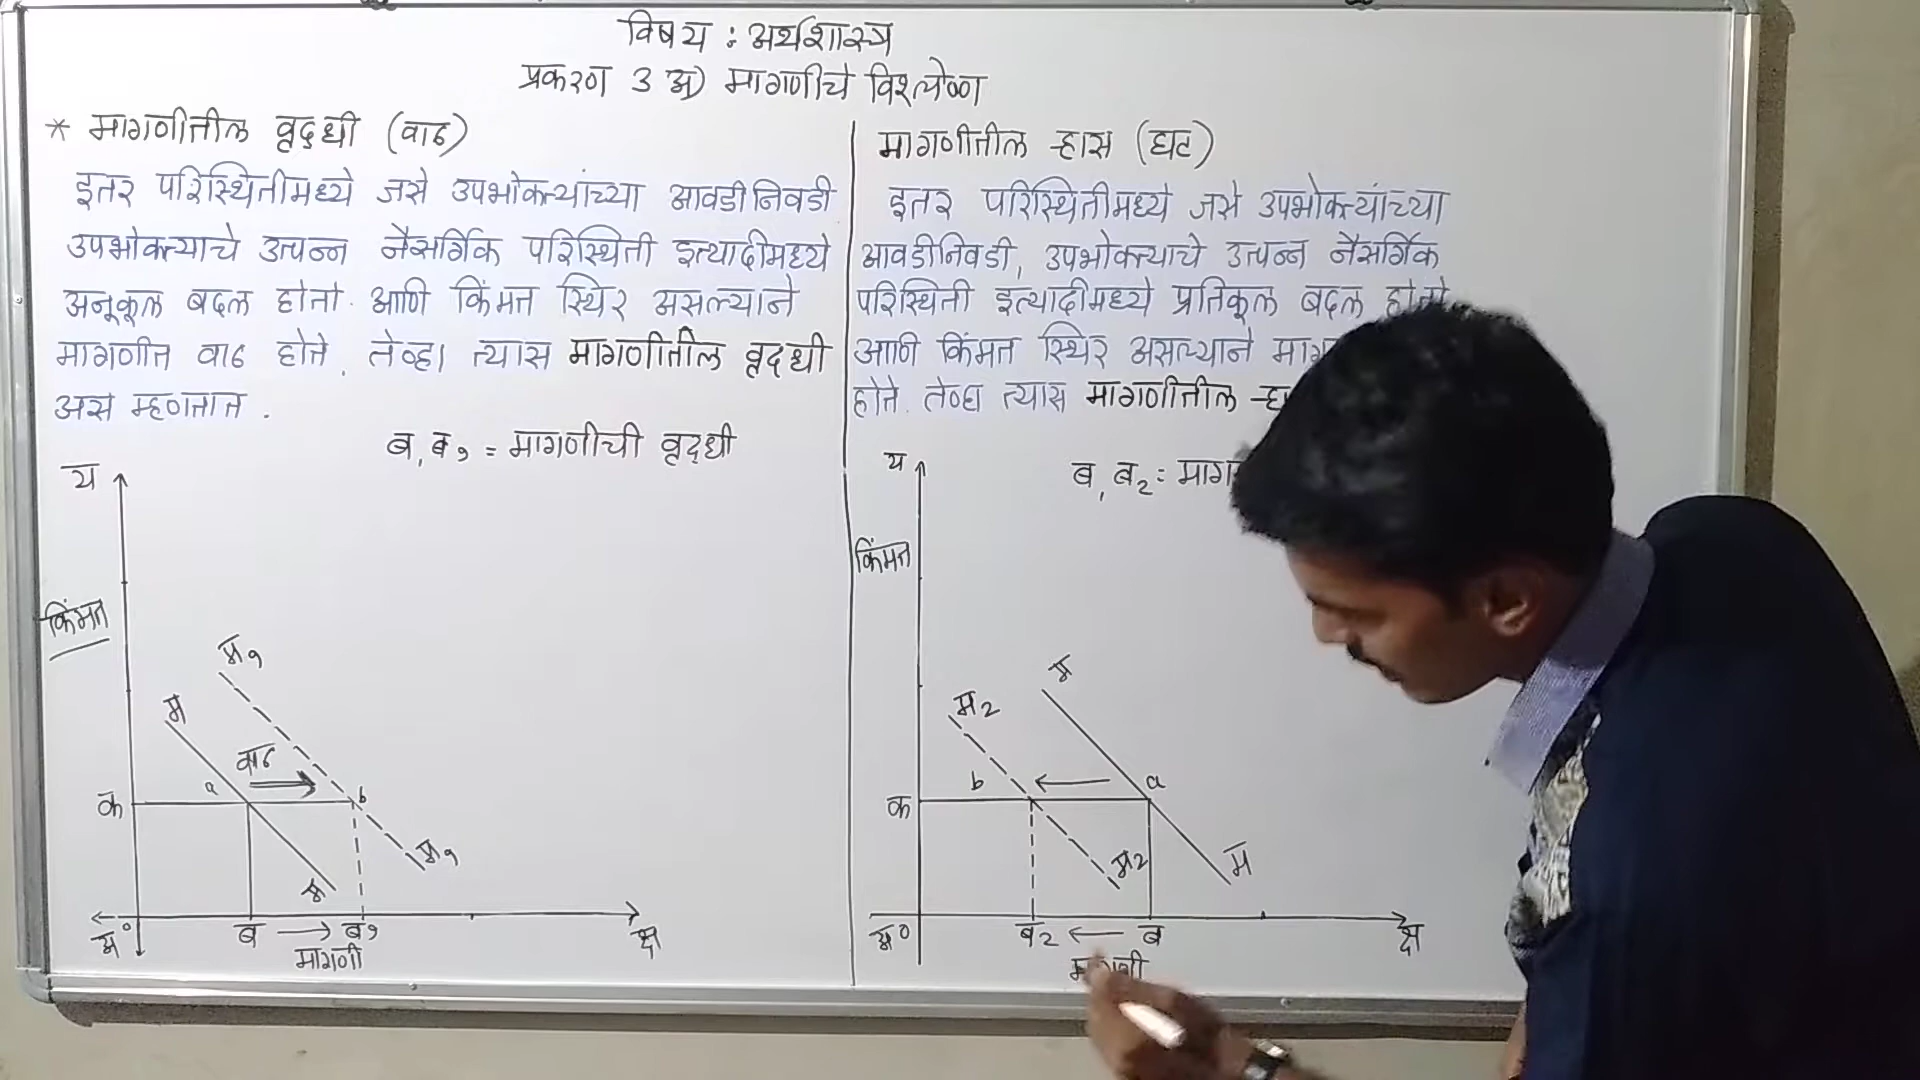 विषय : अर्थशास्त्र
प्रकरण 3 अ) मागणीचे विश्लेषण
* मागणीतील वृद्धी (वाढ)
इतर परिस्थितीमध्ये जसे उपभोक्त्यांच्या आवडीनिवडी
उपभोक्त्याचे उत्पन्न नैसर्गिक परिस्थिती इत्यादीमध्ये
अनूकूल बदल होतो. आणि किंमत स्थिर असल्याने
मागणीत वाढ होते, तेव्हा त्यास मागणीतील वृद्धी
असे म्हणतात .
ब, ब१ = मागणीची वृद्धी
य
किंमत
म१
म
वाढ
a
b
क
म१
म
अ०
ब → ब१
क्ष
मागणी
मागणीतील ऱ्हास (घट)
इतर परिस्थितीमध्ये जसे उपभोक्त्यांच्या
आवडीनिवडी, उपभोक्त्याचे उत्पन्न नैसर्गिक
परिस्थिती इत्यादीमध्ये प्रतिकूल बदल होतो
आणि किंमत स्थिर असल्याने
होते. तेव्हा त्यास मागणीतील
ब, ब2 =
य
किंमत
म
म2
b
a
क
म2
म
अ०
ब2 ← ब
क्ष
मागणी